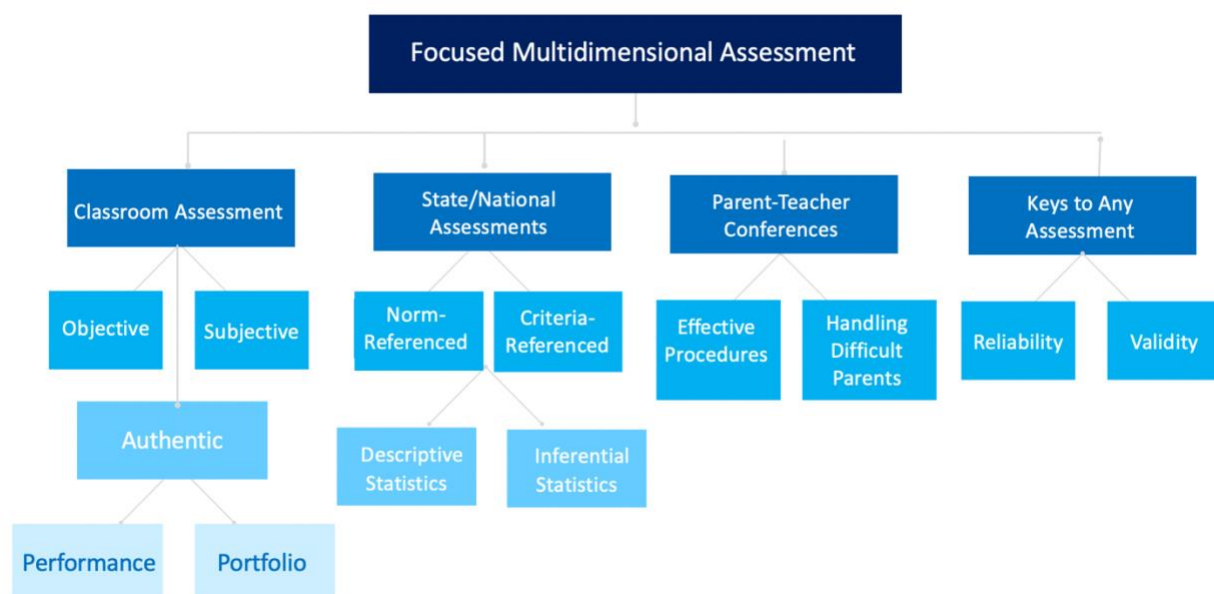 Focused Multidimensional Assessment
Classroom Assessment
State/National
Assessments
Parent-Teacher
Conferences
Keys to Any
Assessment
Objective
Subjective
Norm-
Referenced
Criteria-
Referenced
Effective
Procedures
Handling
Difficult
Parents
Reliability
Validity
Authentic
Descriptive
Statistics
Inferential
Statistics
Performance
Portfolio